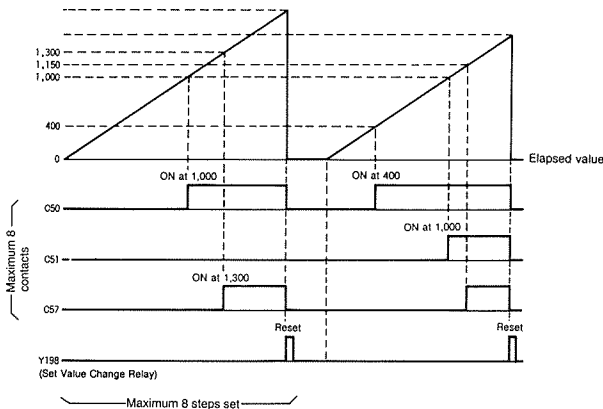 1,300
1,150
1,000
400
0
Elapsed value
ON at 1,000
ON at 400
C50
ON at 1,000
C51
Maximum 8
contacts
ON at 1,300
C57
Reset
Reset
Y198
(Set Value Change Relay)
Maximum 8 steps set